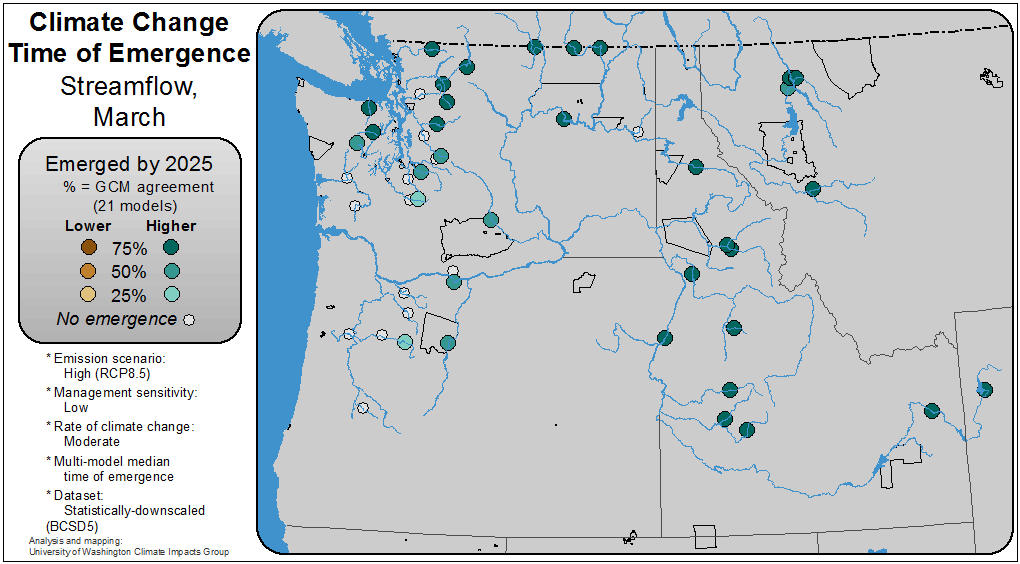 Climate Change
Time of Emergence
Streamflow,
March
Emerged by 2025
% = GCM agreement
(21 models)
Lower Higher
75%
50%
25%
No emergence
* Emission scenario:
High (RCP8.5)
* Management sensitivity:
Low
* Rate of climate change:
Moderate
* Multi-model median
time of emergence
* Dataset:
Statistically-downscaled
(BCSD5)
Analysis and mapping:
University of Washington Climate Impacts Group